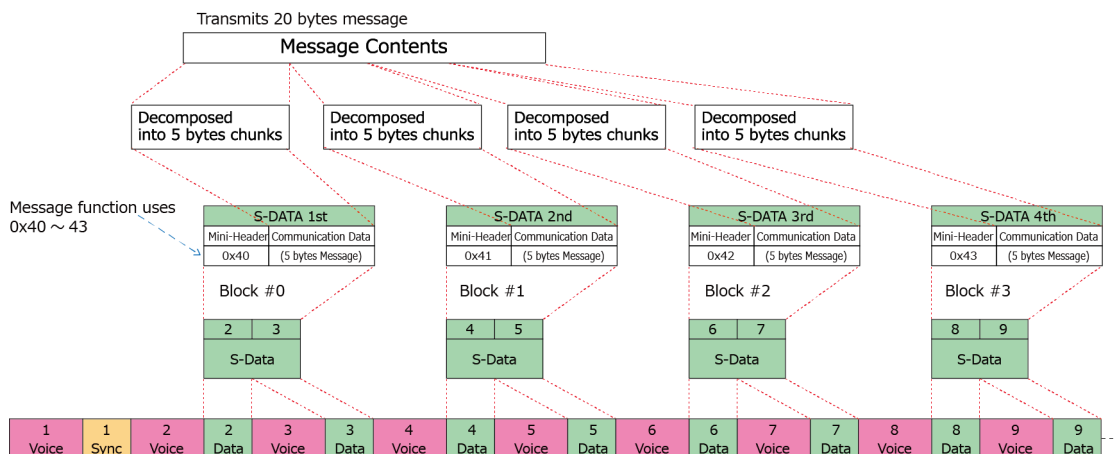 Transmits 20 bytes message
Message Contents
Decomposed
into 5 bytes chunks
Decomposed
into 5 bytes chunks
Decomposed
into 5 bytes chunks
Decomposed
into 5 bytes chunks
Message function uses
0x40 ~ 43
S-DATA 1st
Mini-Header Communication Data
0x40 (5 bytes Message)
S-DATA 2nd
Mini-Header Communication Data
0x41 (5 bytes Message)
S-DATA 3rd
Mini-Header Communication Data
0x42 (5 bytes Message)
S-DATA 4th
Mini-Header Communication Data
0x43 (5 bytes Message)
Block #0
Block #1
Block #2
Block #3
2 3
S-Data
4 5
S-Data
6 7
S-Data
8 9
S-Data
1 1 2 2 3 3 4 4 5 5 6 6 7 7 8 8 9 9
Voice Sync Voice Data Voice Data Voice Data Voice Data Voice Data Voice Data Voice Data Voice Data